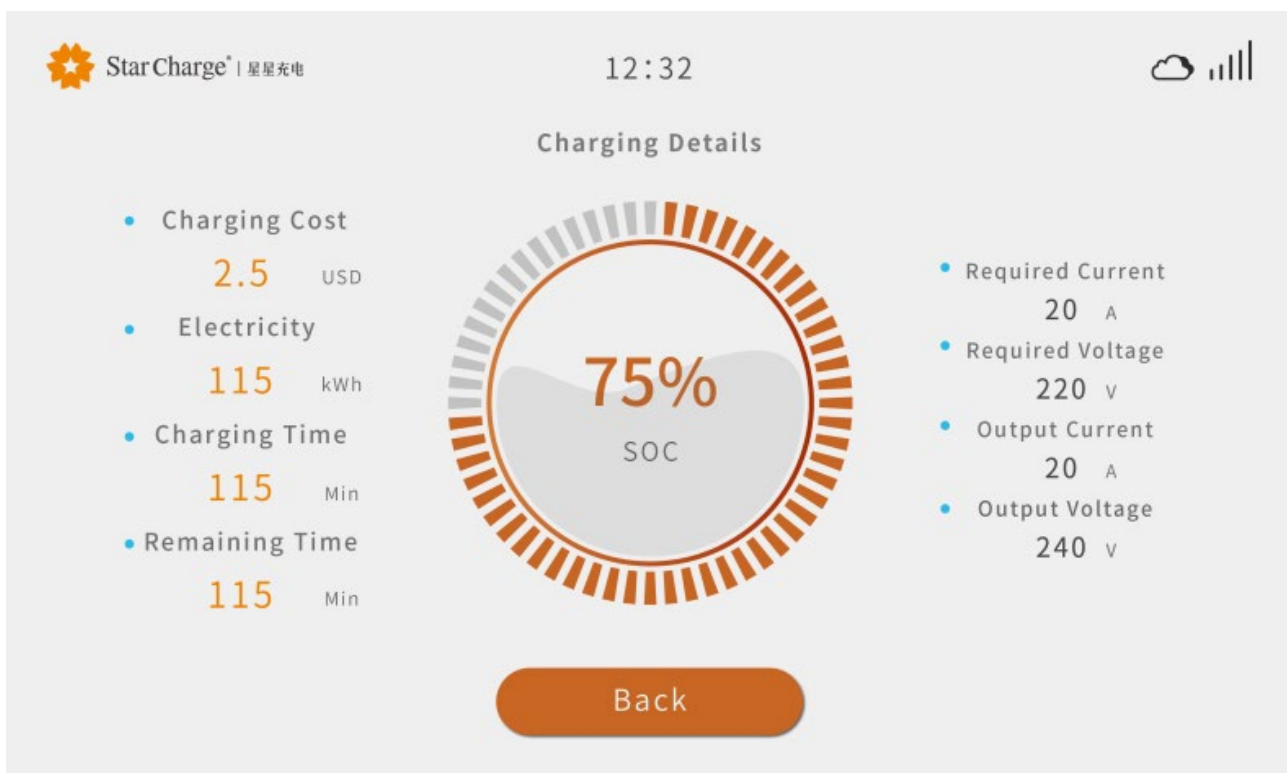 StarCharge® | 星星充电
12:32
Charging Details
Charging Cost
2.5 USD
Electricity
115 kWh
Charging Time
115 Min
Remaining Time
115 Min
75%
SOC
Required Current
20 A
Required Voltage
220 V
Output Current
20 A
Output Voltage
240 V
Back